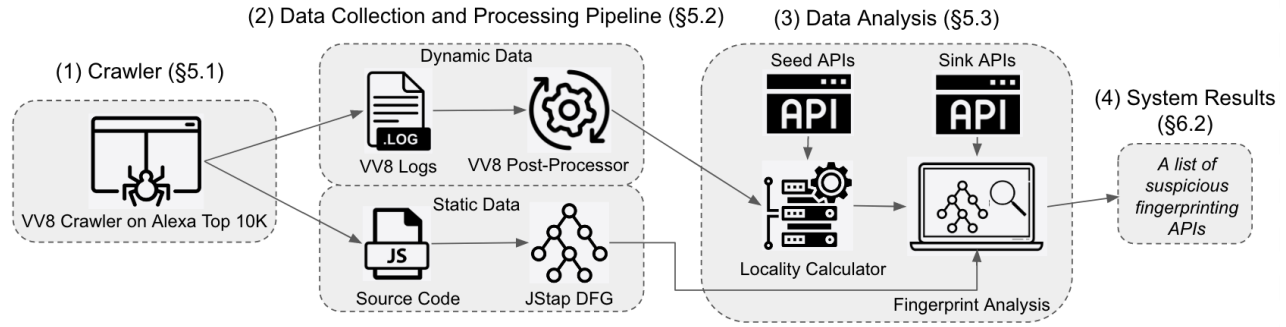 (1) Crawler (§5.1)
VV8 Crawler on Alexa Top 10K
(2) Data Collection and Processing Pipeline (§5.2)
Dynamic Data
.LOG
VV8 Logs
VV8 Post-Processor
Static Data
JS
Source Code
JStap DFG
(3) Data Analysis (§5.3)
Seed APIs
API
Sink APIs
API
Locality Calculator
Fingerprint Analysis
(4) System Results
(§6.2)
A list of
suspicious
fingerprinting
APIs